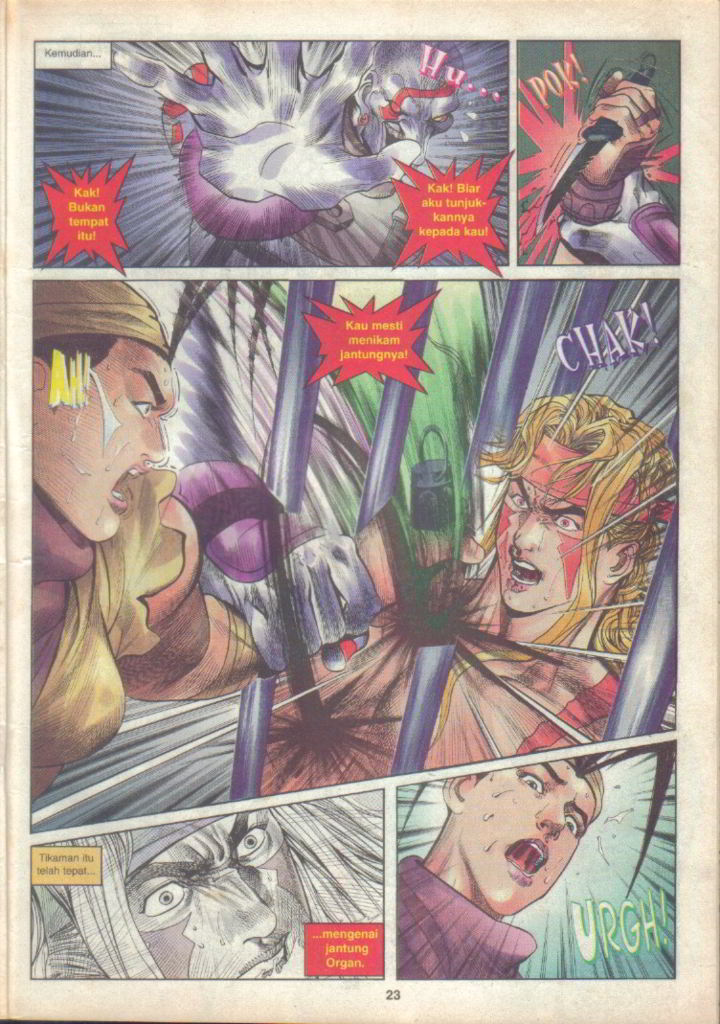 Kemudian...
Hu...
POK!
Kak!
Bukan
tempat
itu!
Kak! Biar
aku tunjuk-
kannya
kepada kau!
Kau mesti
menikam
jantungnya!
CHAK!
AH!
Tikaman itu
telah tepat...
...mengenai
jantung
Organ.
URGH!
23